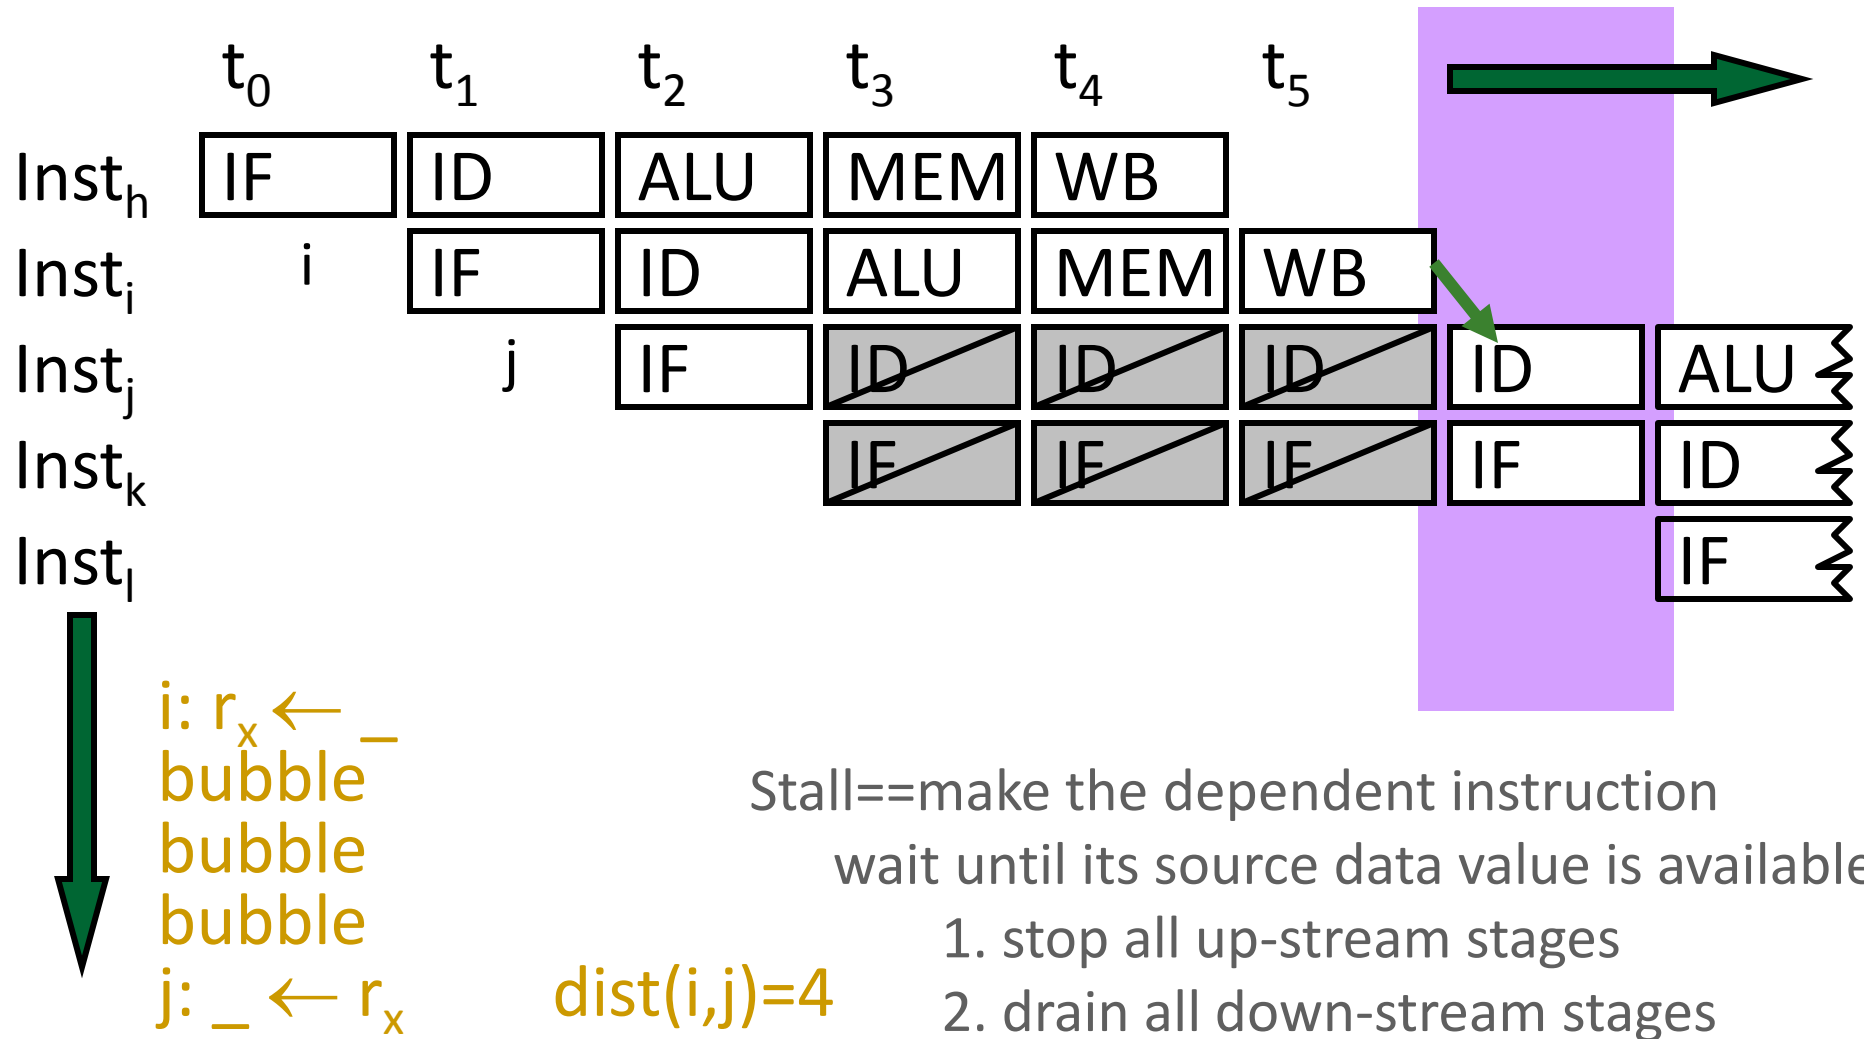 t0 t1 t2 t3 t4 t5
Insth IF ID ALU MEM WB
Insti i IF ID ALU MEM WB
Instj j IF ID ID ID ID ALU
Instk IF IF IF IF ID
Instl IF
i: rx ← _
bubble
bubble
bubble
j: _ ← rx
dist(i,j)=4
Stall==make the dependent instruction
wait until its source data value is available
1. stop all up-stream stages
2. drain all down-stream stages